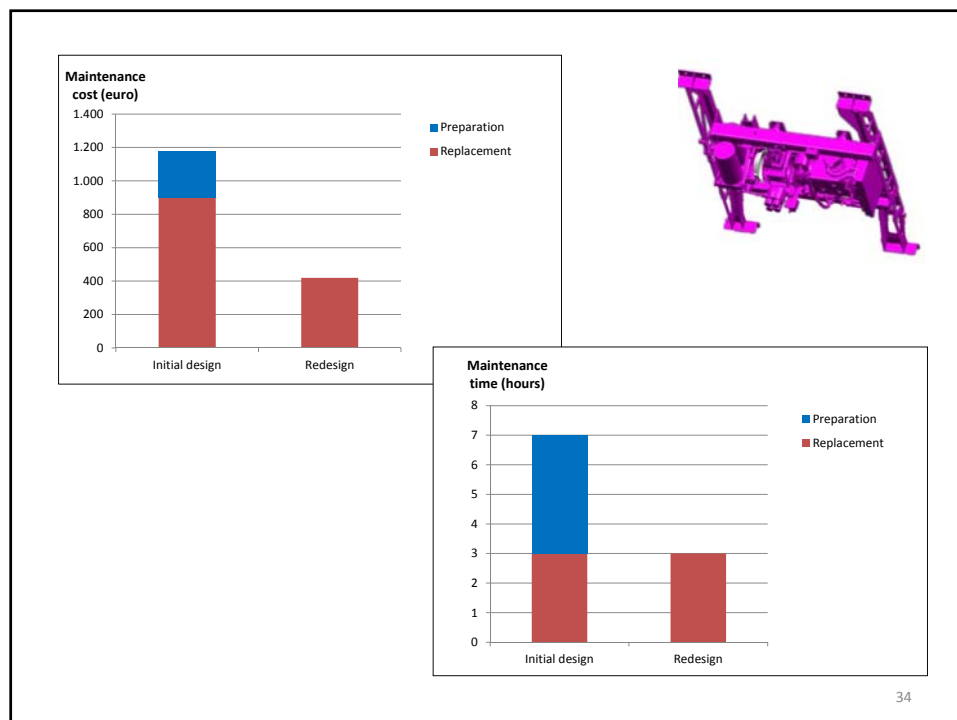 Maintenance
cost (euro)
1.400
1.200
1.000
800
600
400
200
0
Initial design
Redesign
Preparation
Replacement
Maintenance
time (hours)
8
7
6
5
4
3
2
1
0
Initial design
Redesign
Preparation
Replacement
34